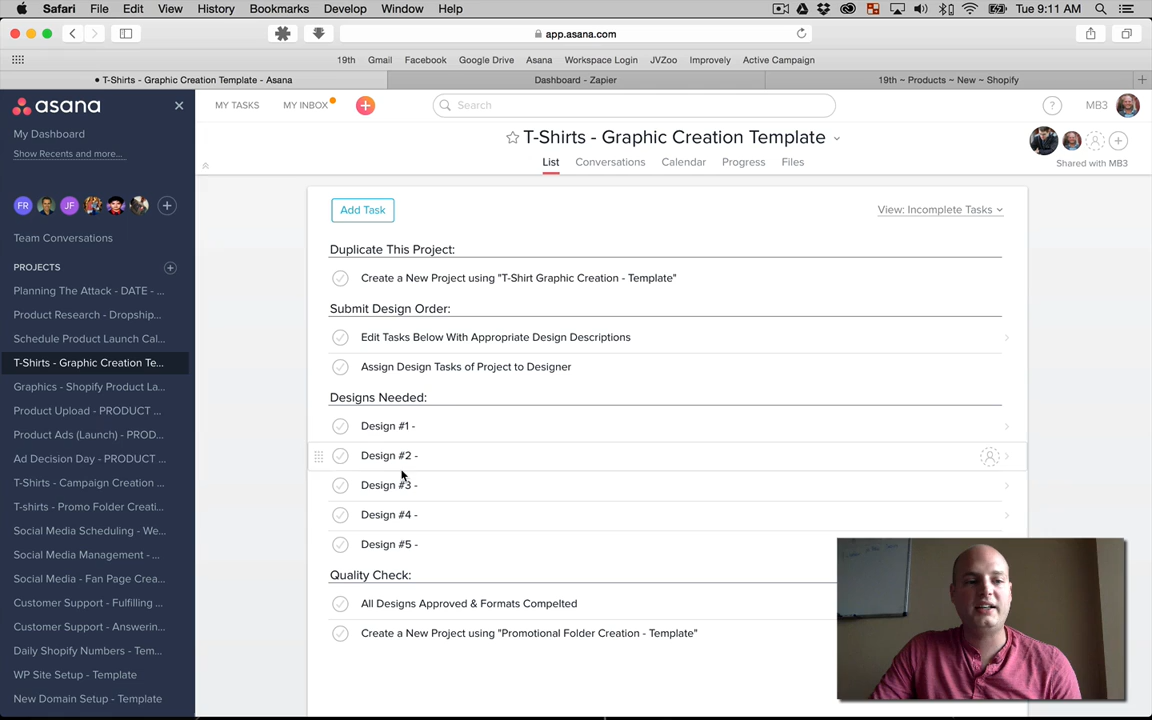 Safari File Edit View History Bookmarks Develop Window Help Tue 9:11 AM
app.asana.com
19th Gmail Facebook Google Drive Asana Workspace Login JVZoo Improvely Active Campaign
• T-Shirts - Graphic Creation Template - Asana Dashboard - Zapier 19th ~ Products ~ New ~ Shopify
asana MY TASKS MY INBOX Search ? MB3
My Dashboard
Show Recents and more...
T-Shirts - Graphic Creation Template
List Conversations Calendar Progress Files Shared with MB3
FR JF
Team Conversations
PROJECTS
Planning The Attack - DATE - ...
Product Research - Dropship...
Schedule Product Launch Cal...
T-Shirts - Graphic Creation Te...
Graphics - Shopify Product La...
Product Upload - PRODUCT ...
Product Ads (Launch) - PROD...
Ad Decision Day - PRODUCT ...
T-Shirts - Campaign Creation ...
T-shirts - Promo Folder Creati...
Social Media Scheduling - We...
Social Media Management - ...
Social Media - Fan Page Crea...
Customer Support - Fulfilling ...
Customer Support - Answerin...
Daily Shopify Numbers - Tem...
WP Site Setup - Template
New Domain Setup - Template
Add Task View: Incomplete Tasks
Duplicate This Project:
Create a New Project using "T-Shirt Graphic Creation - Template"
Submit Design Order:
Edit Tasks Below With Appropriate Design Descriptions
Assign Design Tasks of Project to Designer
Designs Needed:
Design #1 -
Design #2 -
Design #3 -
Design #4 -
Design #5 -
Quality Check:
All Designs Approved & Formats Compelted
Create a New Project using "Promotional Folder Creation - Template"